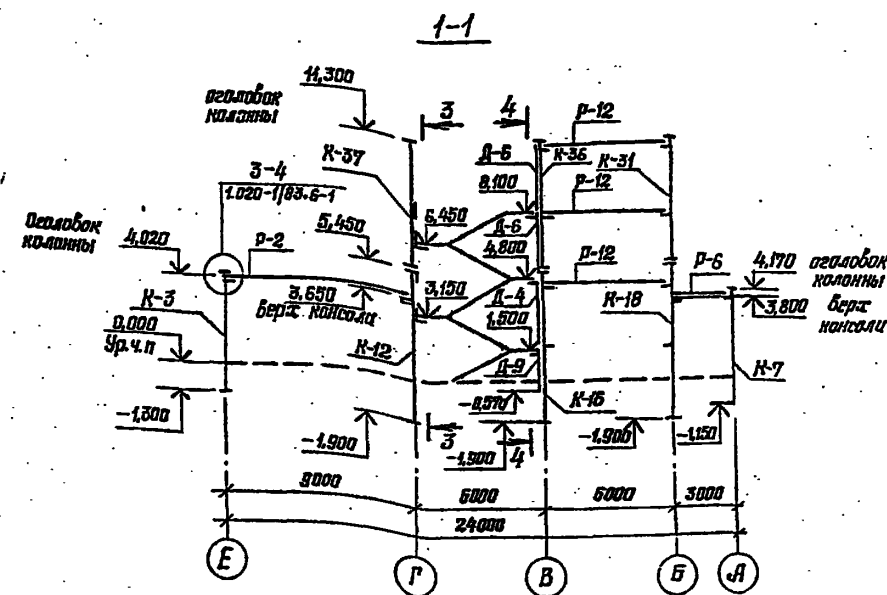 1-1
11,300
оголовок
колонны
3
4
Р-12
К-37
Д-6
К-36
К-31
3-4
1.020-1/83.6-1
8,100
Р-12
Оголовок
колонны
4,020
Р-2
5,450
6,450
Д-6
4,800
Р-12
Р-6
4,170
оголовок
колонны
К-3
3,650
верх консоли
3,150
Д-4
К-18
3,800
верх
консоли
0,000
Ур.ч.п
К-12
1,500
Д-9
К-7
-0,570
К-15
-1,300
-1,900
3
-1,900
4
-1,900
-1,150
9000
6000
6000
3000
24000
Е
Г
В
Б
А